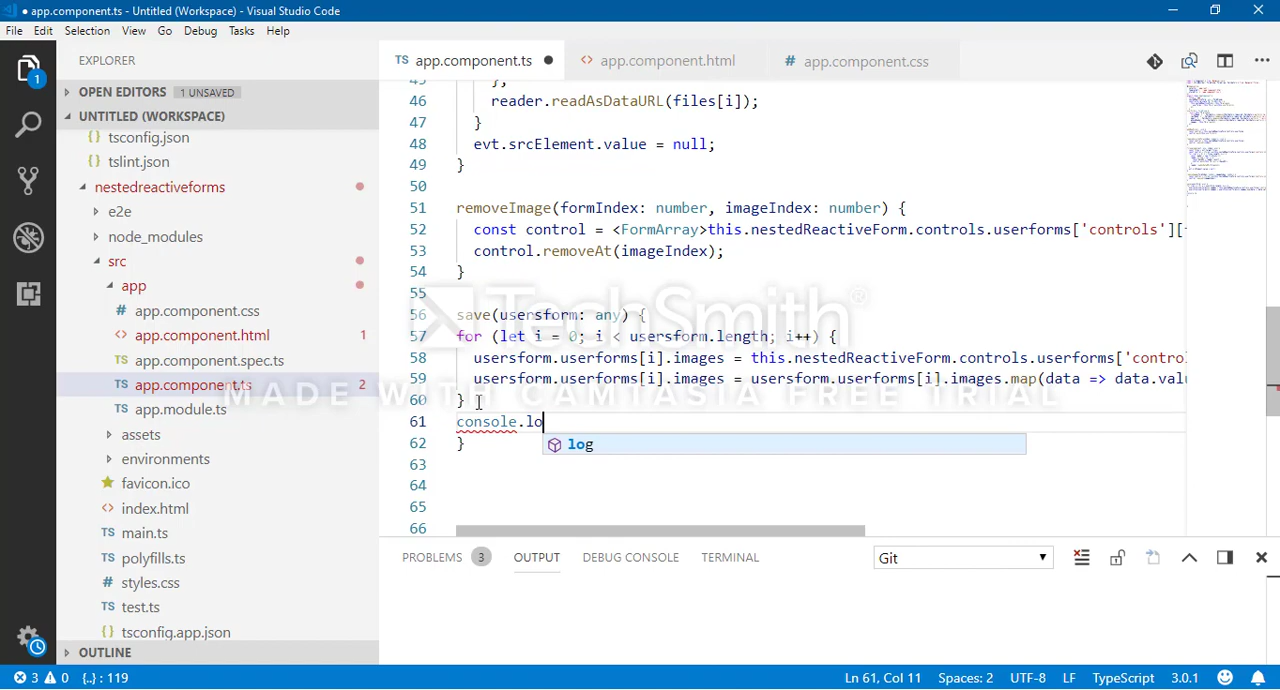 app.component.ts - Untitled (Workspace) - Visual Studio Code
File Edit Selection View Go Debug Tasks Help
EXPLORER
OPEN EDITORS 1 UNSAVED
UNTITLED (WORKSPACE)
tsconfig.json
tslint.json
nestedreactiveforms
e2e
node_modules
src
app
app.component.css
app.component.html 1
app.component.spec.ts
app.component.ts 2
app.module.ts
assets
environments
favicon.ico
index.html
main.ts
polyfills.ts
styles.css
test.ts
tsconfig.app.json
OUTLINE
1
TS app.component.ts
app.component.html
# app.component.css
45 };
46 reader.readAsDataURL(files[i]);
47 }
48 evt.srcElement.value = null;
49 }
50
51 removeImage(formIndex: number, imageIndex: number) {
52 const control = <FormArray>this.nestedReactiveForm.controls.userforms['controls'][
53 control.removeAt(imageIndex);
54 }
55
56 save(usersform: any) {
57 for (let i = 0; i < usersform.length; i++) {
58 usersform.userforms[i].images = this.nestedReactiveForm.controls.userforms['contro
59 usersform.userforms[i].images = usersform.userforms[i].images.map(data => data.valu
60 }
61 console.lo
log
62 }
63
64
65
66
TechSmith®
MADE WITH CAMTASIA FREE TRIAL
PROBLEMS 3 OUTPUT DEBUG CONSOLE TERMINAL Git
3 0 {..} : 119 Ln 61, Col 11 Spaces: 2 UTF-8 LF TypeScript 3.0.1